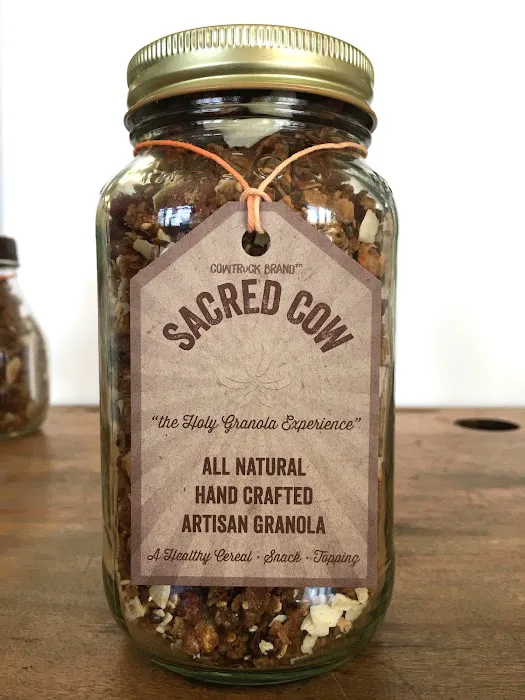 COWTRUCK BRAND™
SACRED COW
"the Holy Granola Experience"
ALL NATURAL
HAND CRAFTED
ARTISAN GRANOLA
A Healthy Cereal · Snack · Topping